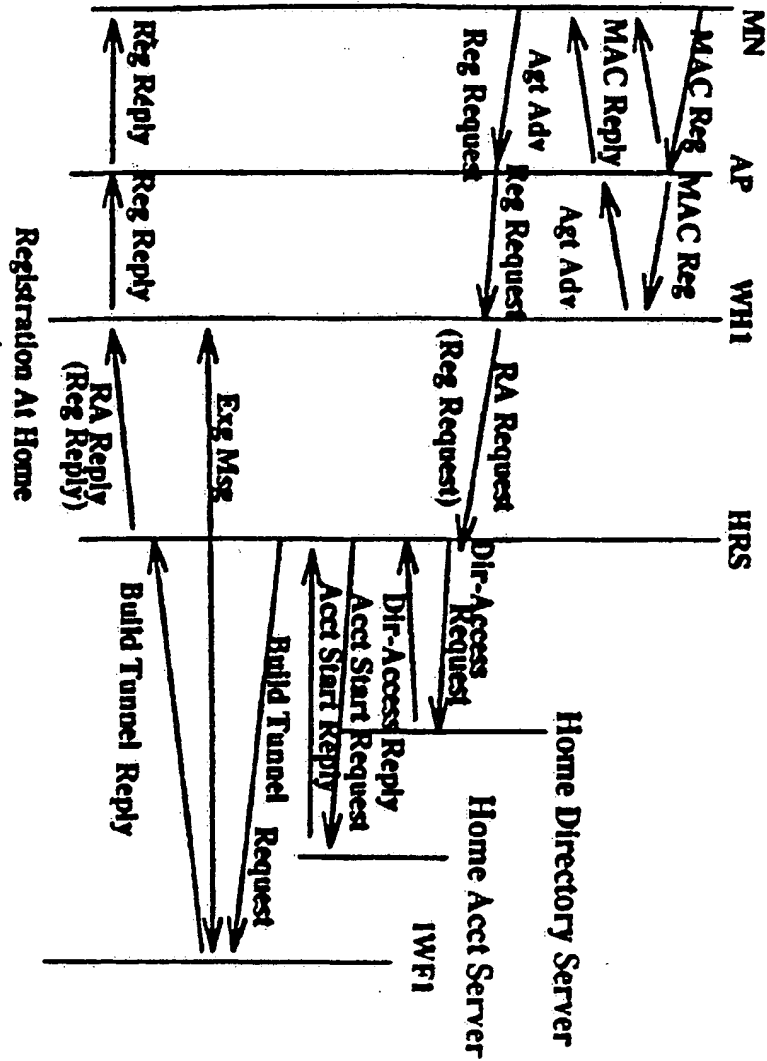 MN
AP
WH1
HRS
Home Directory Server
Home Acct Server
IWF1
MAC Reg
MAC Reg
MAC Reply
Agt Adv
Agt Adv
Reg Request
Reg Request
RA Request
(Reg Request)
Dir-Access
Request
Dir-Access Reply
Acct Start Request
Acct Start Reply
Build Tunnel Request
Exg Msg
Build Tunnel Reply
RA Reply
(Reg Reply)
Reg Reply
Reg Reply
Registration At Home